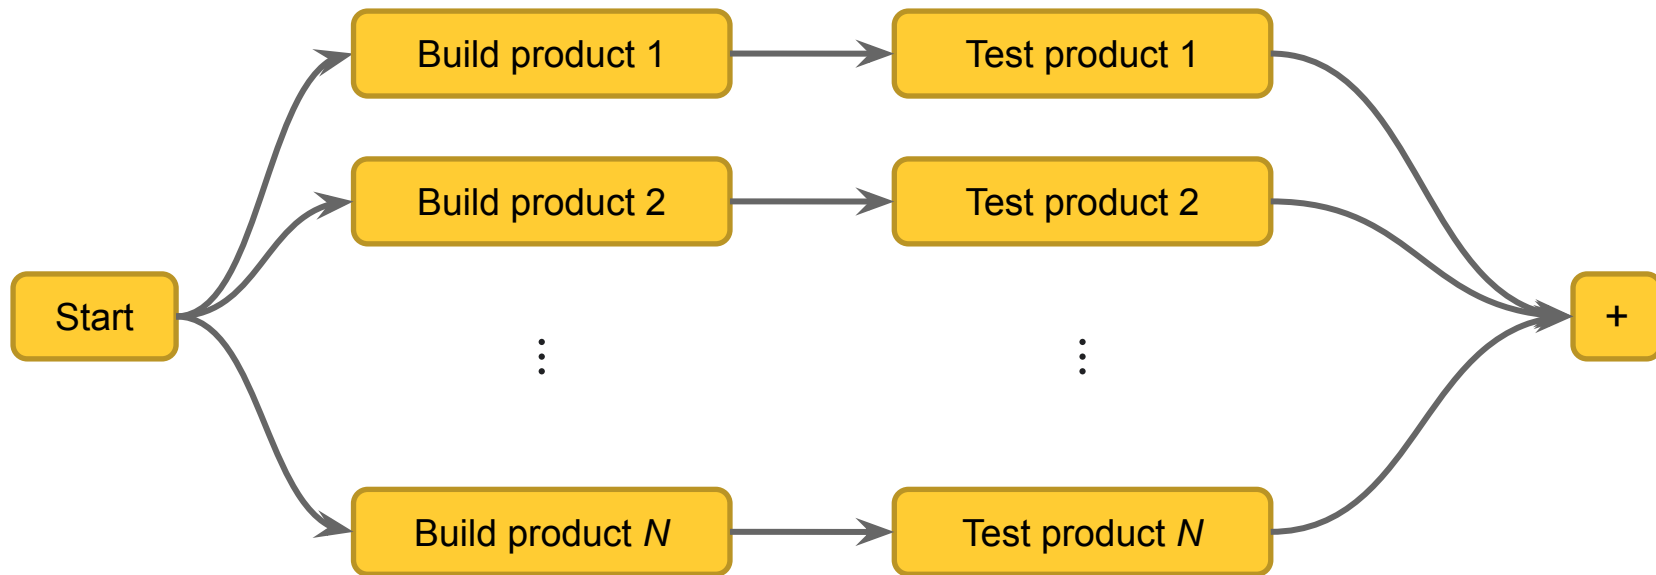 Build product 1
Test product 1
Build product 2
Test product 2
Start
+
⋮
⋮
Build product N
Test product N